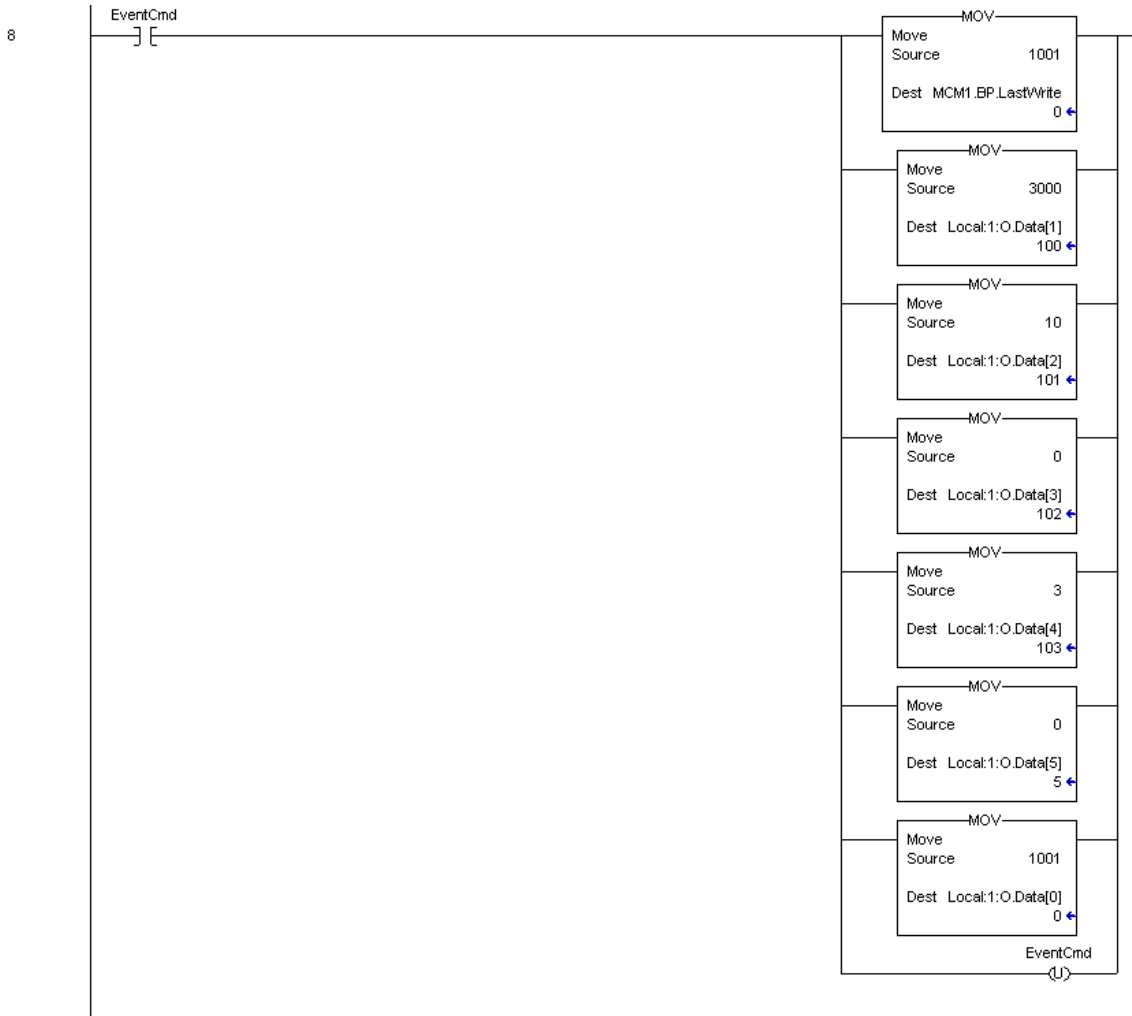 8
EventCmd
MOV
Move
Source 1001
Dest MCM1.BP.LastWrite
0
MOV
Move
Source 3000
Dest Local:1:O.Data[1]
100
MOV
Move
Source 10
Dest Local:1:O.Data[2]
101
MOV
Move
Source 0
Dest Local:1:O.Data[3]
102
MOV
Move
Source 3
Dest Local:1:O.Data[4]
103
MOV
Move
Source 0
Dest Local:1:O.Data[5]
5
MOV
Move
Source 1001
Dest Local:1:O.Data[0]
0
EventCmd
U